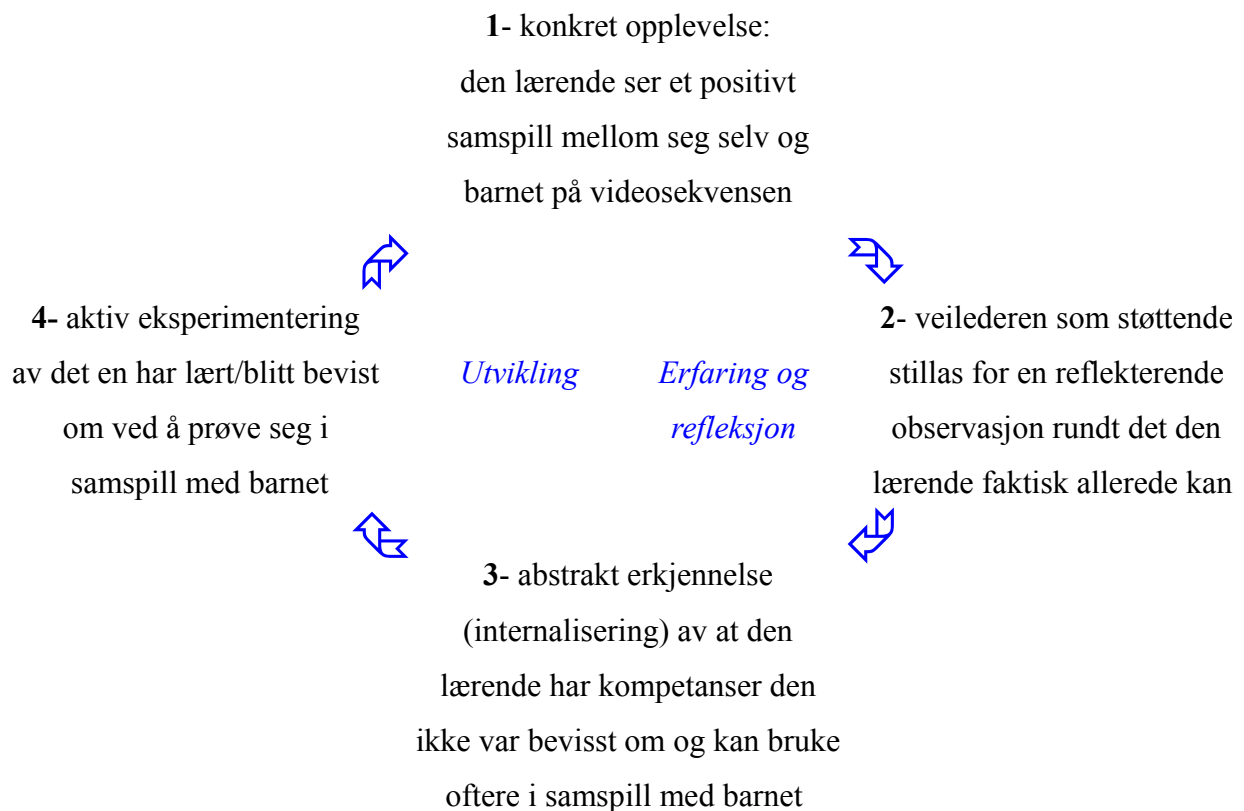 1- konkret opplevelse:
den lærende ser et positivt
samspill mellom seg selv og
barnet på videosekvensen
4- aktiv eksperimentering
av det en har lært/blitt bevist
om ved å prøve seg i
samspill med barnet
Utvikling
Erfaring og
refleksjon
2- veilederen som støttende
stillas for en reflekterende
observasjon rundt det den
lærende faktisk allerede kan
3- abstrakt erkjennelse
(internalisering) av at den
lærende har kompetanser den
ikke var bevisst om og kan bruke
oftere i samspill med barnet